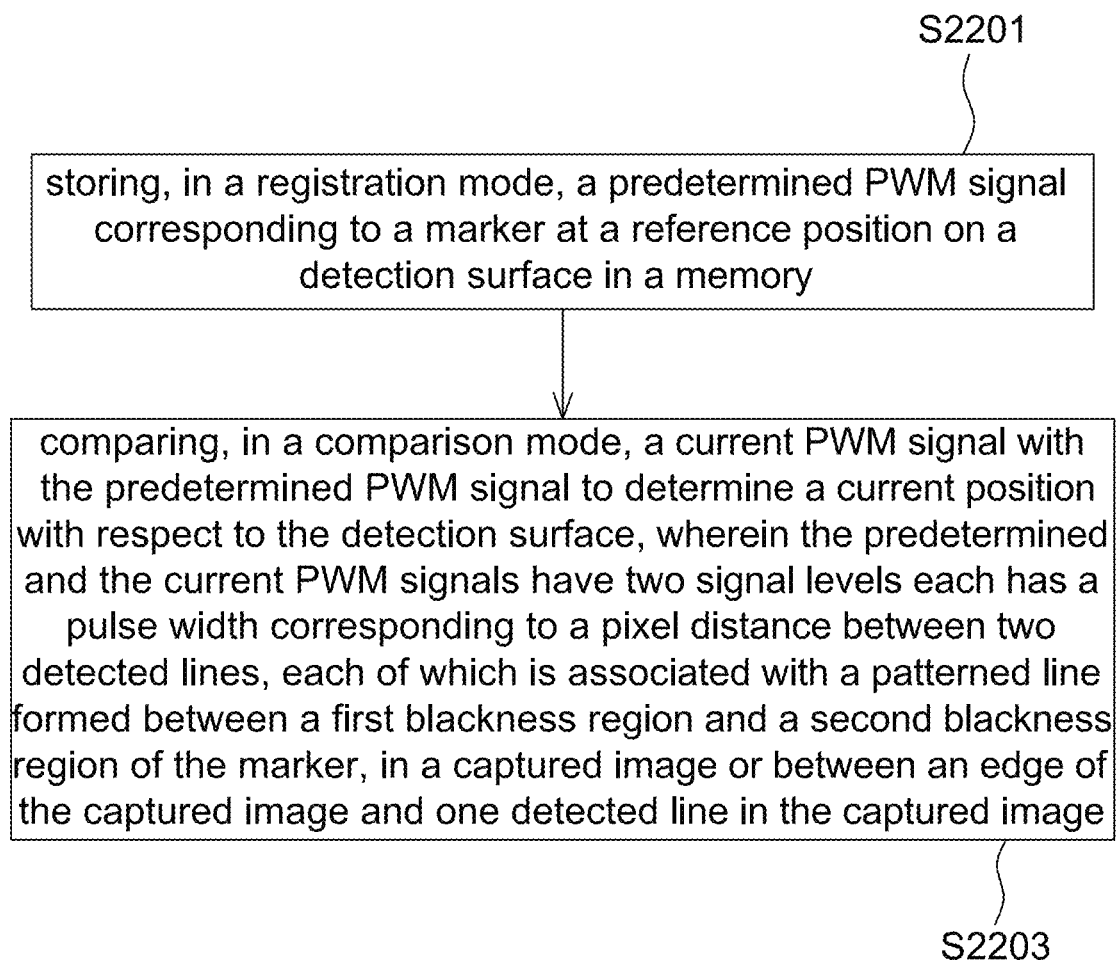 S2201
storing, in a registration mode, a predetermined PWM signal
corresponding to a marker at a reference position on a
detection surface in a memory
comparing, in a comparison mode, a current PWM signal with
the predetermined PWM signal to determine a current position
with respect to the detection surface, wherein the predetermined
and the current PWM signals have two signal levels each has a
pulse width corresponding to a pixel distance between two
detected lines, each of which is associated with a patterned line
formed between a first blackness region and a second blackness
region of the marker, in a captured image or between an edge of
the captured image and one detected line in the captured image
S2203